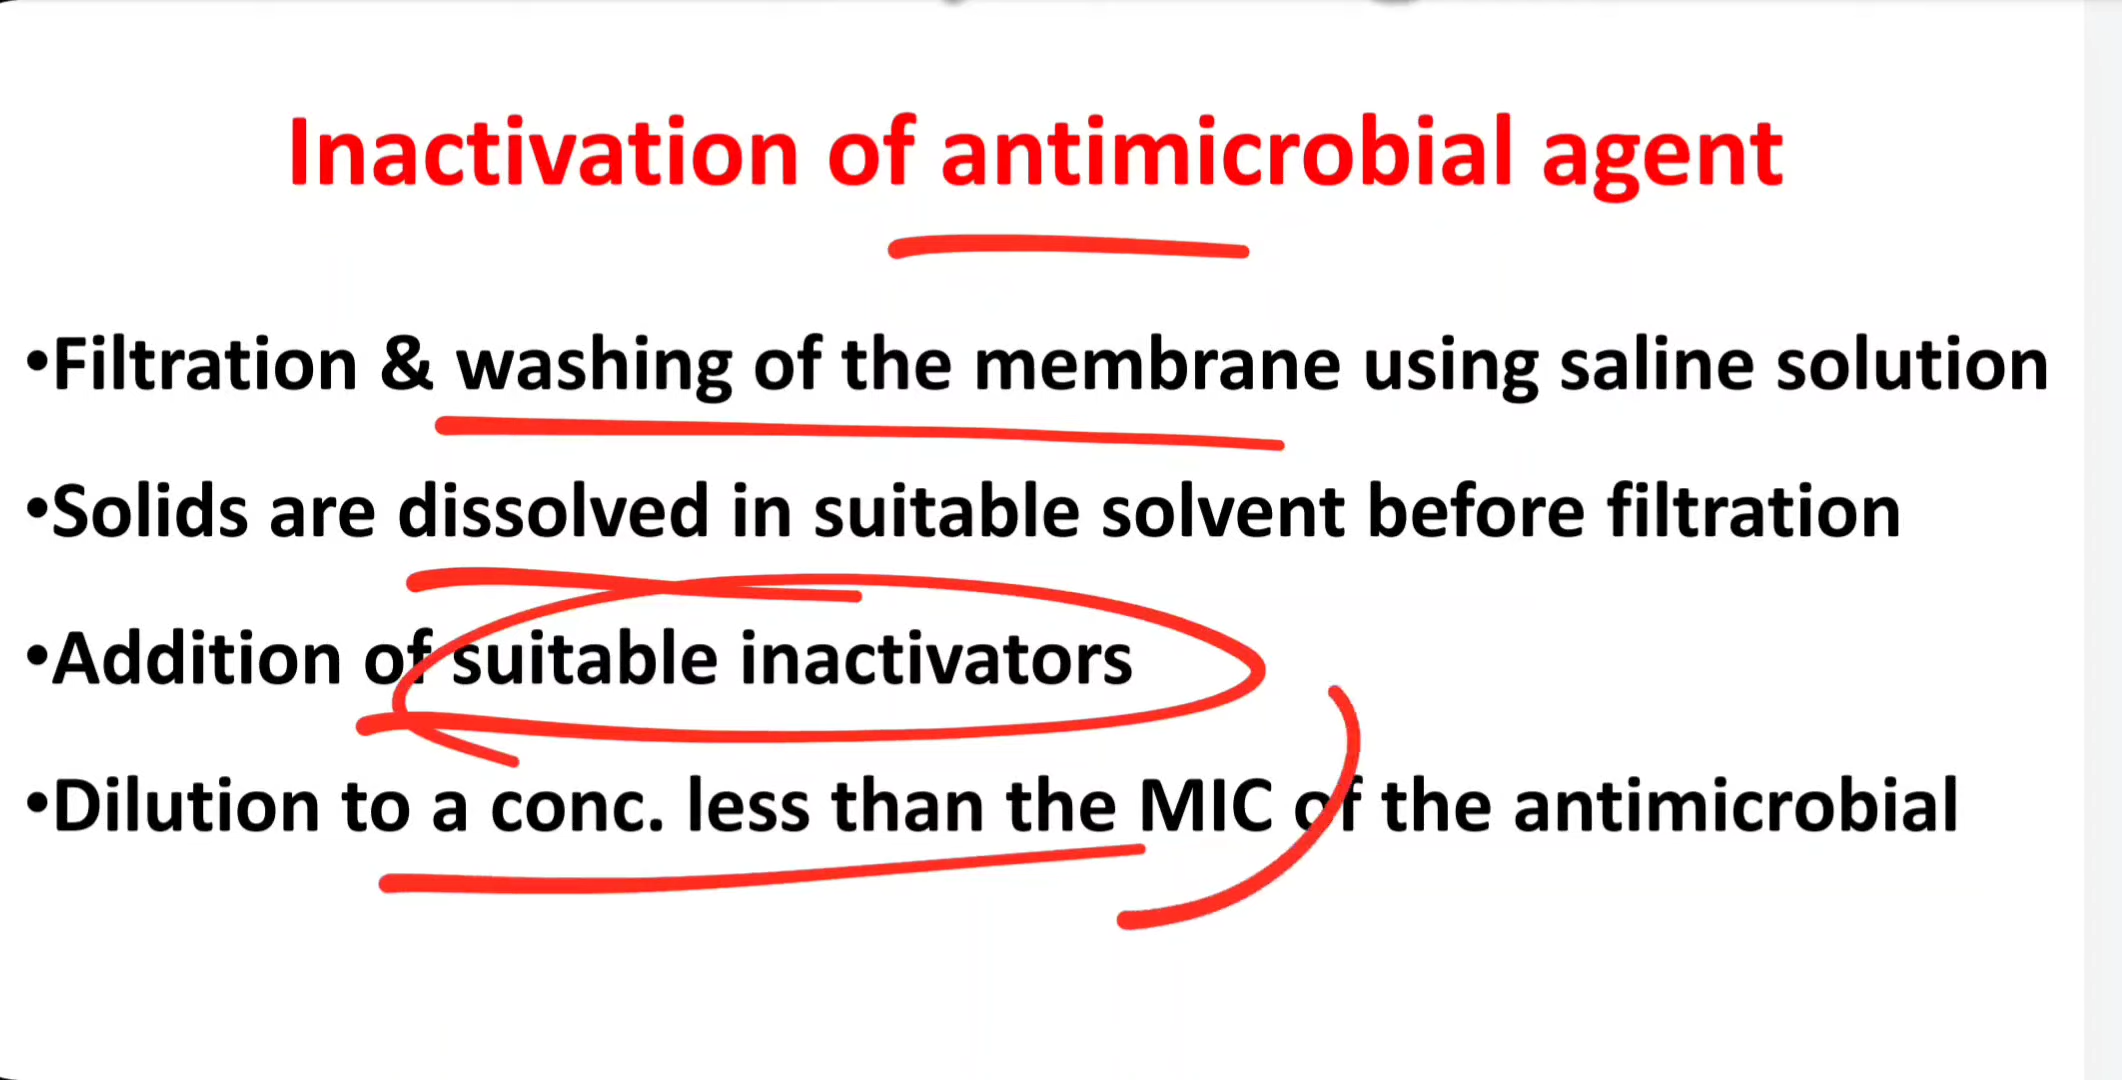 Inactivation of antimicrobial agent
•Filtration & washing of the membrane using saline solution
•Solids are dissolved in suitable solvent before filtration
•Addition of suitable inactivators
•Dilution to a conc. less than the MIC of the antimicrobial